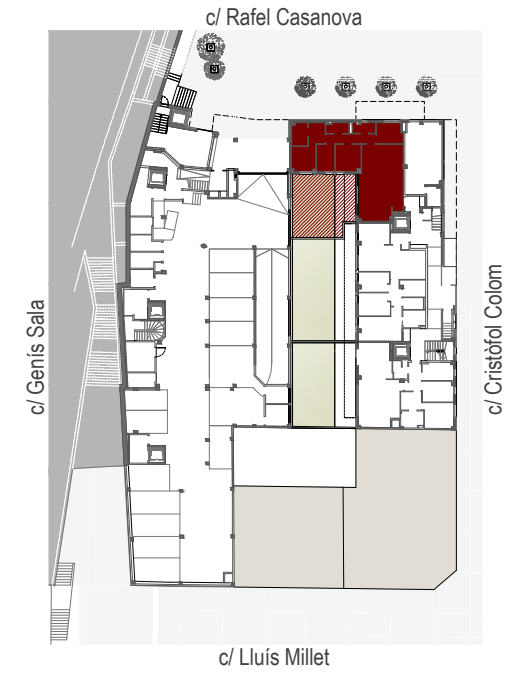 c/ Rafel Casanova
c/ Genís Sala
c/ Cristòfol Colom
c/ Lluís Millet